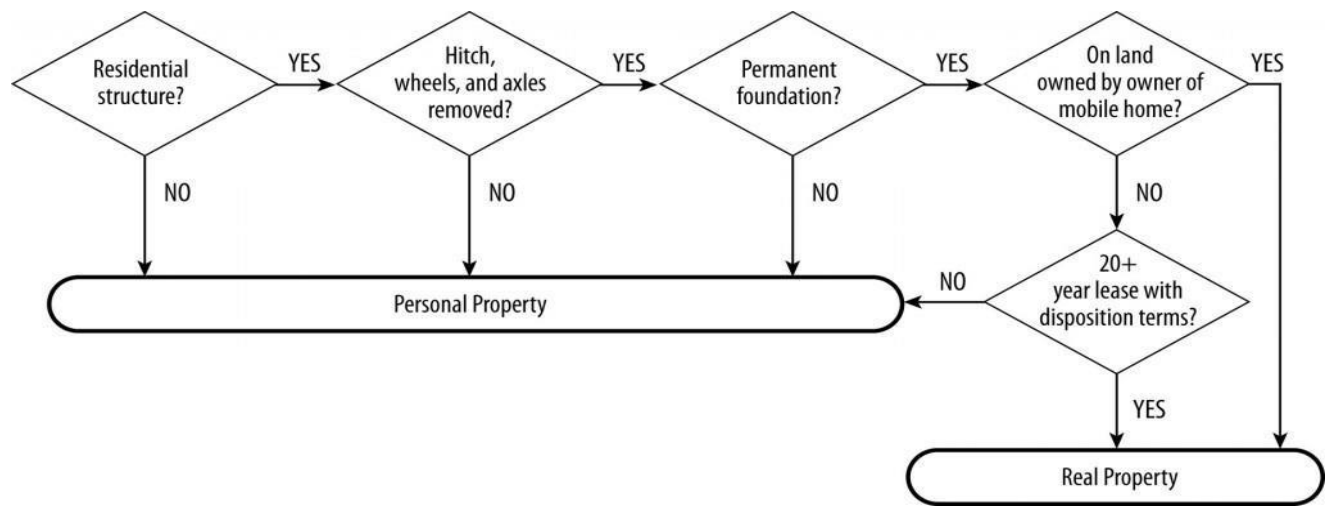 Residential
structure?
YES
Hitch,
wheels, and axles
removed?
YES
Permanent
foundation?
YES
On land
owned by owner of
mobile home?
YES
NO
NO
NO
NO
Personal Property
NO
20+
year lease with
disposition terms?
YES
Real Property